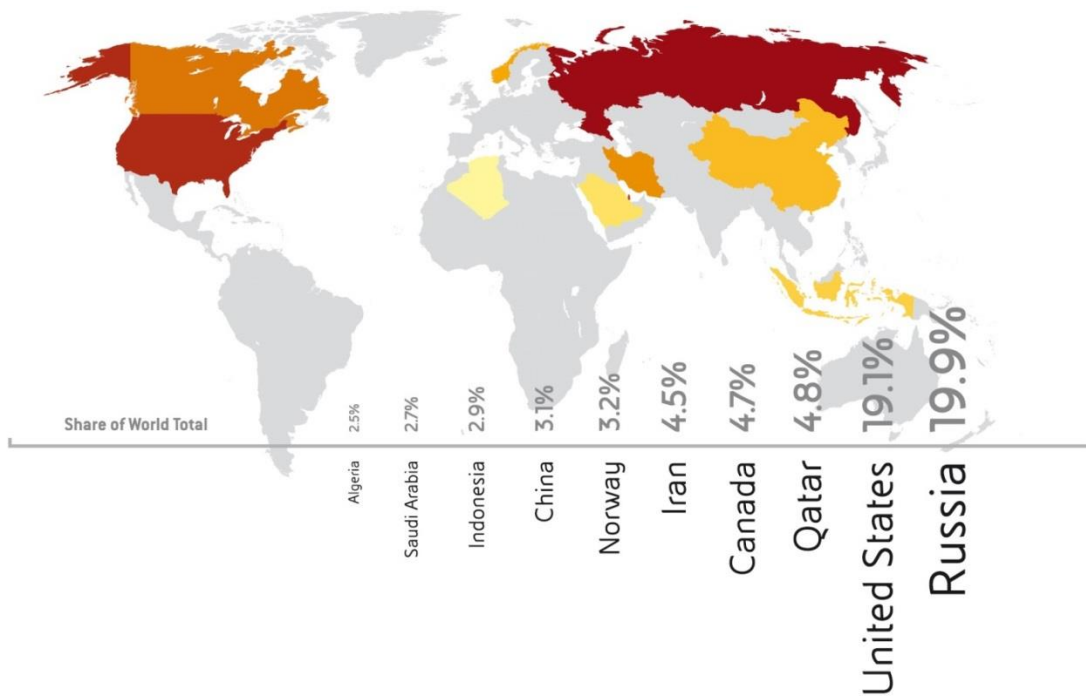 Share of World Total
2.5%
2.7%
2.9%
3.1%
3.2%
4.5%
4.7%
4.8%
19.1%
19.9%
Algeria
Saudi Arabia
Indonesia
China
Norway
Iran
Canada
Qatar
United States
Russia